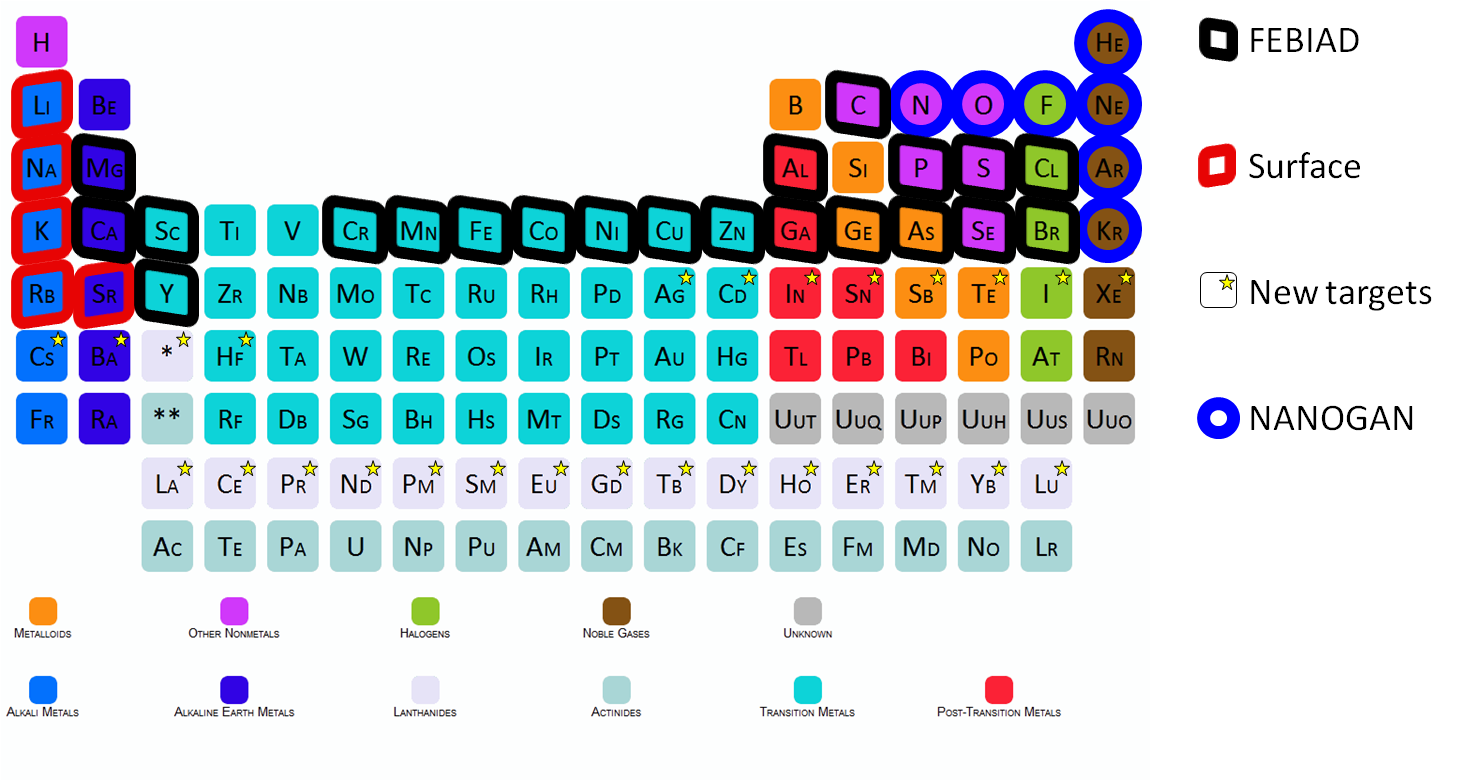 H He FEBIAD
Li Be B C N O F Ne
Na Mg Al Si P S Cl Ar Surface
K Ca Sc Ti V Cr Mn Fe Co Ni Cu Zn Ga Ge As Se Br Kr
Rb Sr Y Zr Nb Mo Tc Ru Rh Pd Ag Cd In Sn Sb Te I Xe New targets
Cs Ba * Hf Ta W Re Os Ir Pt Au Hg Tl Pb Bi Po At Rn
Fr Ra ** Rf Db Sg Bh Hs Mt Ds Rg Cn Uut Uuq Uup Uuh Uus Uuo NANOGAN
La Ce Pr Nd Pm Sm Eu Gd Tb Dy Ho Er Tm Yb Lu
Ac Te Pa U Np Pu Am Cm Bk Cf Es Fm Md No Lr
Metalloids Other Nonmetals Halogens Noble Gases Unknown
Alkali Metals Alkaline Earth Metals Lanthanides Actinides Transition Metals Post-Transition Metals